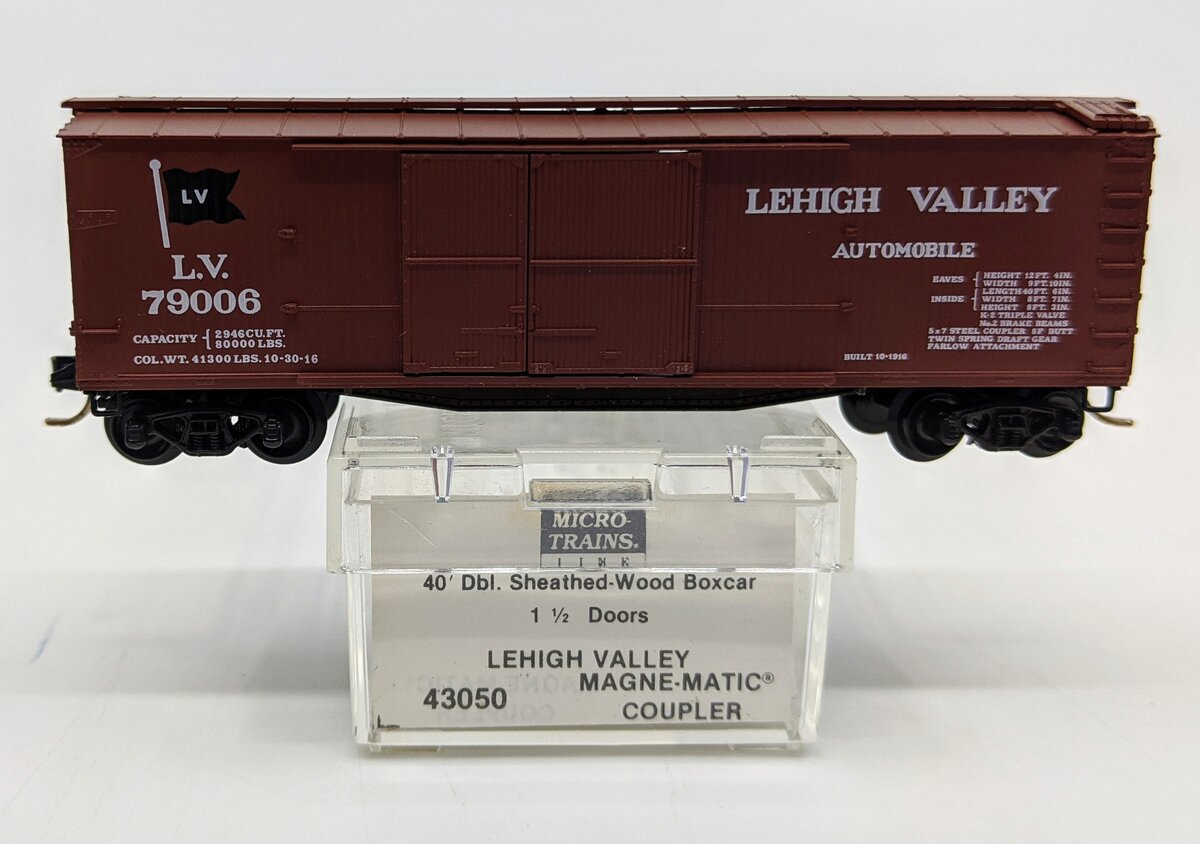 LV
L.V.
79006
CAPACITY { 2946 CU. FT.
80000 LBS.
COL. WT. 41300 LBS. 10-30-16
LEHIGH VALLEY
AUTOMOBILE
EAVES { HEIGHT 12 FT. 4 IN.
WIDTH 9 FT. 10 IN.
INSIDE { LENGTH 40 FT. 6 IN.
WIDTH 8 FT. 7 IN.
HEIGHT 8 FT. 3 IN.
K-2 TRIPLE VALVE
No. 2 BRAKE BEAMS
5 x 7 STEEL COUPLER 8F BUTT
TWIN SPRING DRAFT GEAR
FARLOW ATTACHMENT
BUILT 10-1916
MICRO-
TRAINS®
LINE
40' Dbl. Sheathed-Wood Boxcar
1 ½ Doors
LEHIGH VALLEY
43050 MAGNE-MATIC®
COUPLER